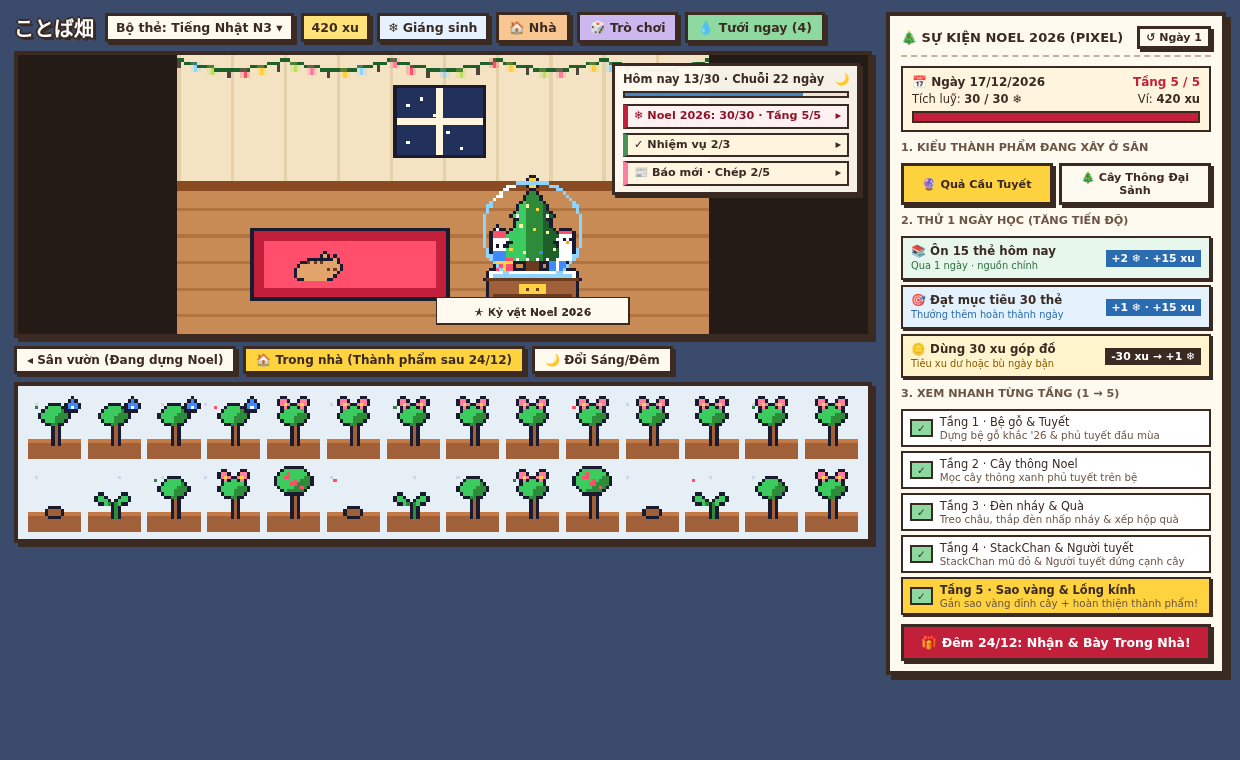 ことば畑
Bộ thẻ: Tiếng Nhật N3 ▾
420 xu
❄ Giáng sinh
🏠 Nhà
🎲 Trò chơi
💧 Tưới ngay (4)
Hôm nay 13/30 · Chuỗi 22 ngày 🌙
❄ Noel 2026: 30/30 · Tầng 5/5 ▸
✓ Nhiệm vụ 2/3 ▸
📰 Báo mới · Chép 2/5 ▸
★ Kỷ vật Noel 2026
◂ Sân vườn (Đang dựng Noel)
🏠 Trong nhà (Thành phẩm sau 24/12)
🌙 Đổi Sáng/Đêm
🎄 SỰ KIỆN NOEL 2026 (PIXEL)
↺ Ngày 1
📅 Ngày 17/12/2026
Tầng 5 / 5
Tích luỹ: 30 / 30 ❄
Ví: 420 xu
1. KIỂU THÀNH PHẨM ĐANG XÂY Ở SÂN
🔮 Quả Cầu Tuyết
🎄 Cây Thông Đại
Sảnh
2. THỬ 1 NGÀY HỌC (TĂNG TIẾN ĐỘ)
📚 Ôn 15 thẻ hôm nay
Qua 1 ngày · nguồn chính
+2 ❄ · +15 xu
🎯 Đạt mục tiêu 30 thẻ
Thưởng thêm hoàn thành ngày
+1 ❄ · +15 xu
🪙 Dùng 30 xu góp đồ
Tiêu xu dư hoặc bù ngày bận
-30 xu → +1 ❄
3. XEM NHANH TỪNG TẦNG (1 → 5)
✓ Tầng 1 · Bệ gỗ & Tuyết
Dựng bệ gỗ khắc '26 & phủ tuyết đầu mùa
✓ Tầng 2 · Cây thông Noel
Mọc cây thông xanh phủ tuyết trên bệ
✓ Tầng 3 · Đèn nháy & Quà
Treo châu, thắp đèn nhấp nháy & xếp hộp quà
✓ Tầng 4 · StackChan & Người tuyết
StackChan mũ đỏ & Người tuyết đứng cạnh cây
✓ Tầng 5 · Sao vàng & Lồng kính
Gắn sao vàng đỉnh cây + hoàn thiện thành phẩm!
🎁 Đêm 24/12: Nhận & Bày Trong Nhà!